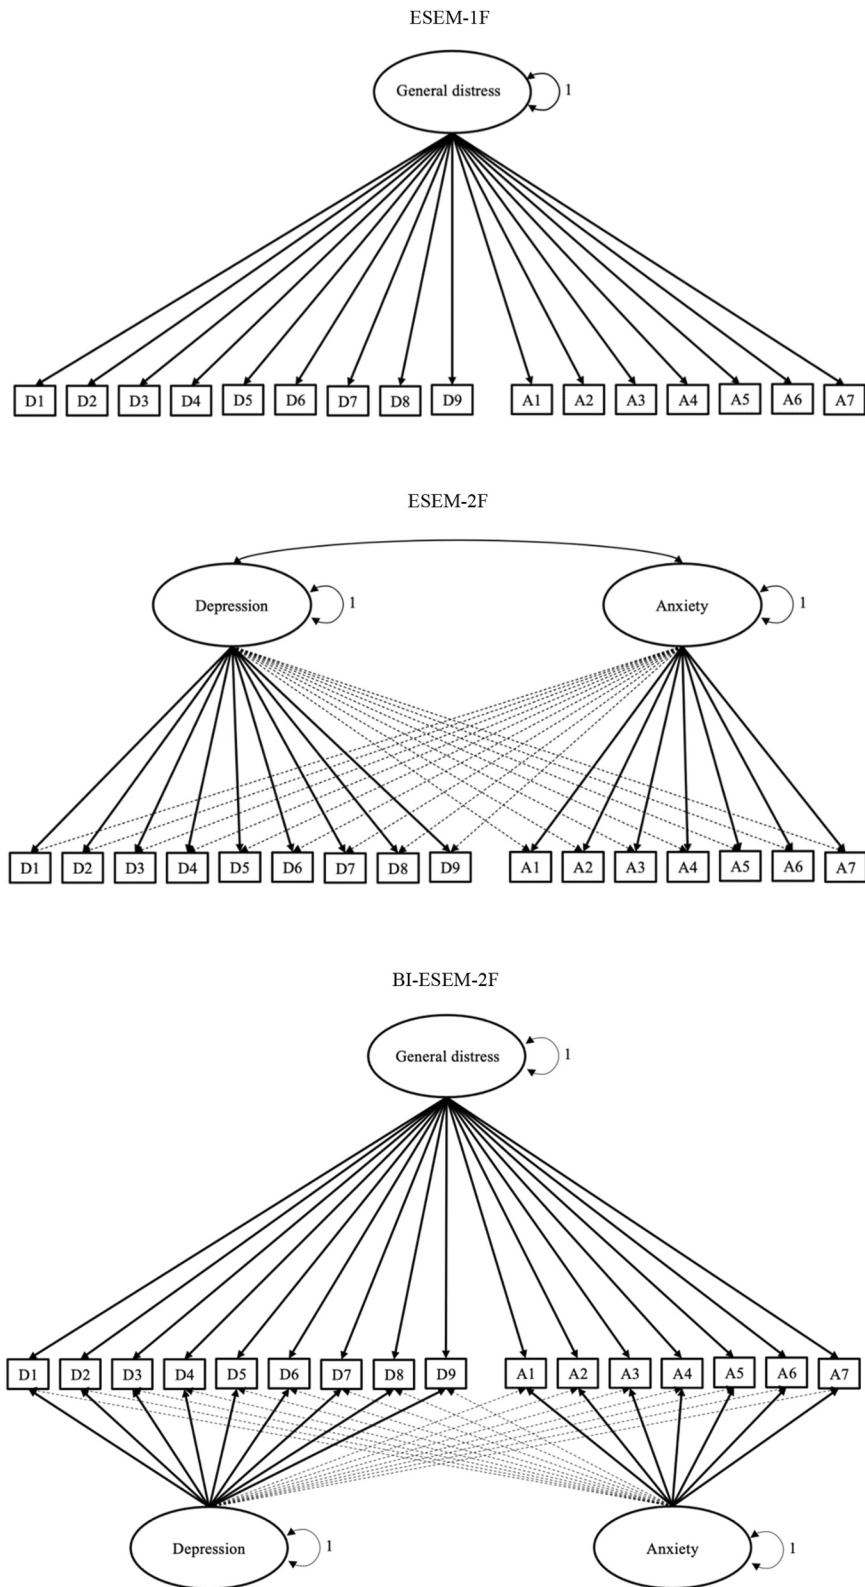 ESEM-1F
General distress 1
D1 D2 D3 D4 D5 D6 D7 D8 D9 A1 A2 A3 A4 A5 A6 A7
ESEM-2F
Depression 1 Anxiety 1
D1 D2 D3 D4 D5 D6 D7 D8 D9 A1 A2 A3 A4 A5 A6 A7
BI-ESEM-2F
General distress 1
D1 D2 D3 D4 D5 D6 D7 D8 D9 A1 A2 A3 A4 A5 A6 A7
Depression 1 Anxiety 1